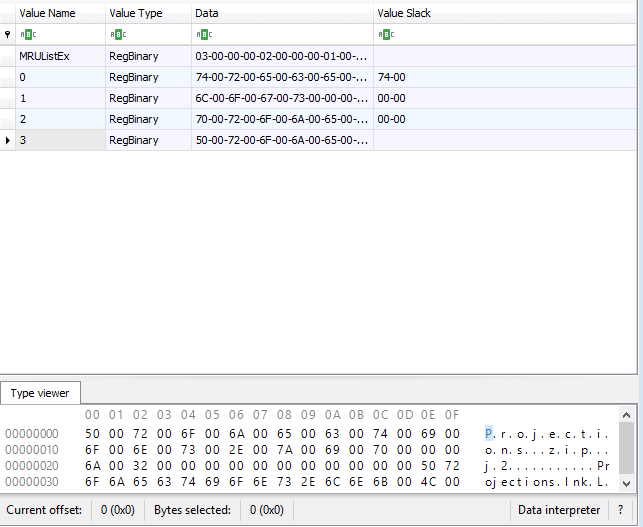 Value Name Value Type Data Value Slack
RBC RBC RBC RBC
MRUListEx RegBinary 03-00-00-00-02-00-00-00-01-00-...
0 RegBinary 74-00-72-00-65-00-63-00-65-00-... 74-00
1 RegBinary 6C-00-6F-00-67-00-73-00-00-00-... 00-00
2 RegBinary 70-00-72-00-6F-00-6A-00-65-00-... 00-00
3 RegBinary 50-00-72-00-6F-00-6A-00-65-00-...
Type viewer
00 01 02 03 04 05 06 07 08 09 0A 0B 0C 0D 0E 0F
00000000 50 00 72 00 6F 00 6A 00 65 00 63 00 74 00 69 00 P.r.o.j.e.c.t.i.
00000010 6F 00 6E 00 73 00 2E 00 7A 00 69 00 70 00 00 00 o.n.s...z.i.p...
00000020 6A 00 32 00 00 00 00 00 00 00 00 00 00 00 50 72 j.2...........Pr
00000030 6F 6A 65 63 74 69 6F 6E 73 2E 6C 6E 6B 00 4C 00 ojections.lnk.L.
Current offset: 0 (0x0) Bytes selected: 0 (0x0) Data interpreter ?